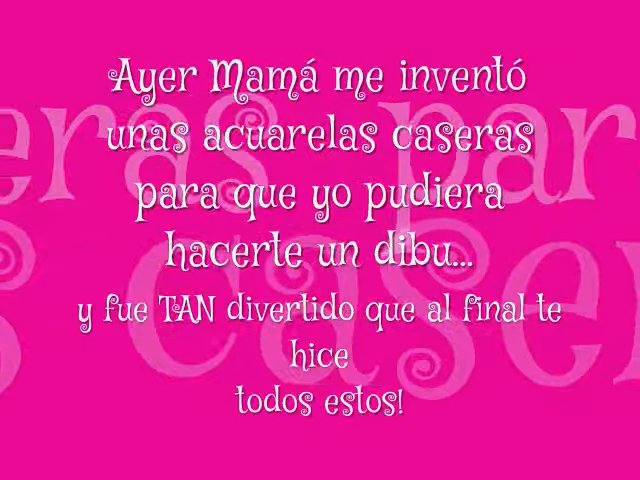 Ayer Mamá me inventó
unas acuarelas caseras
para que yo pudiera
hacerte un dibu...
y fue TAN divertido que al final te
hice
todos estos!